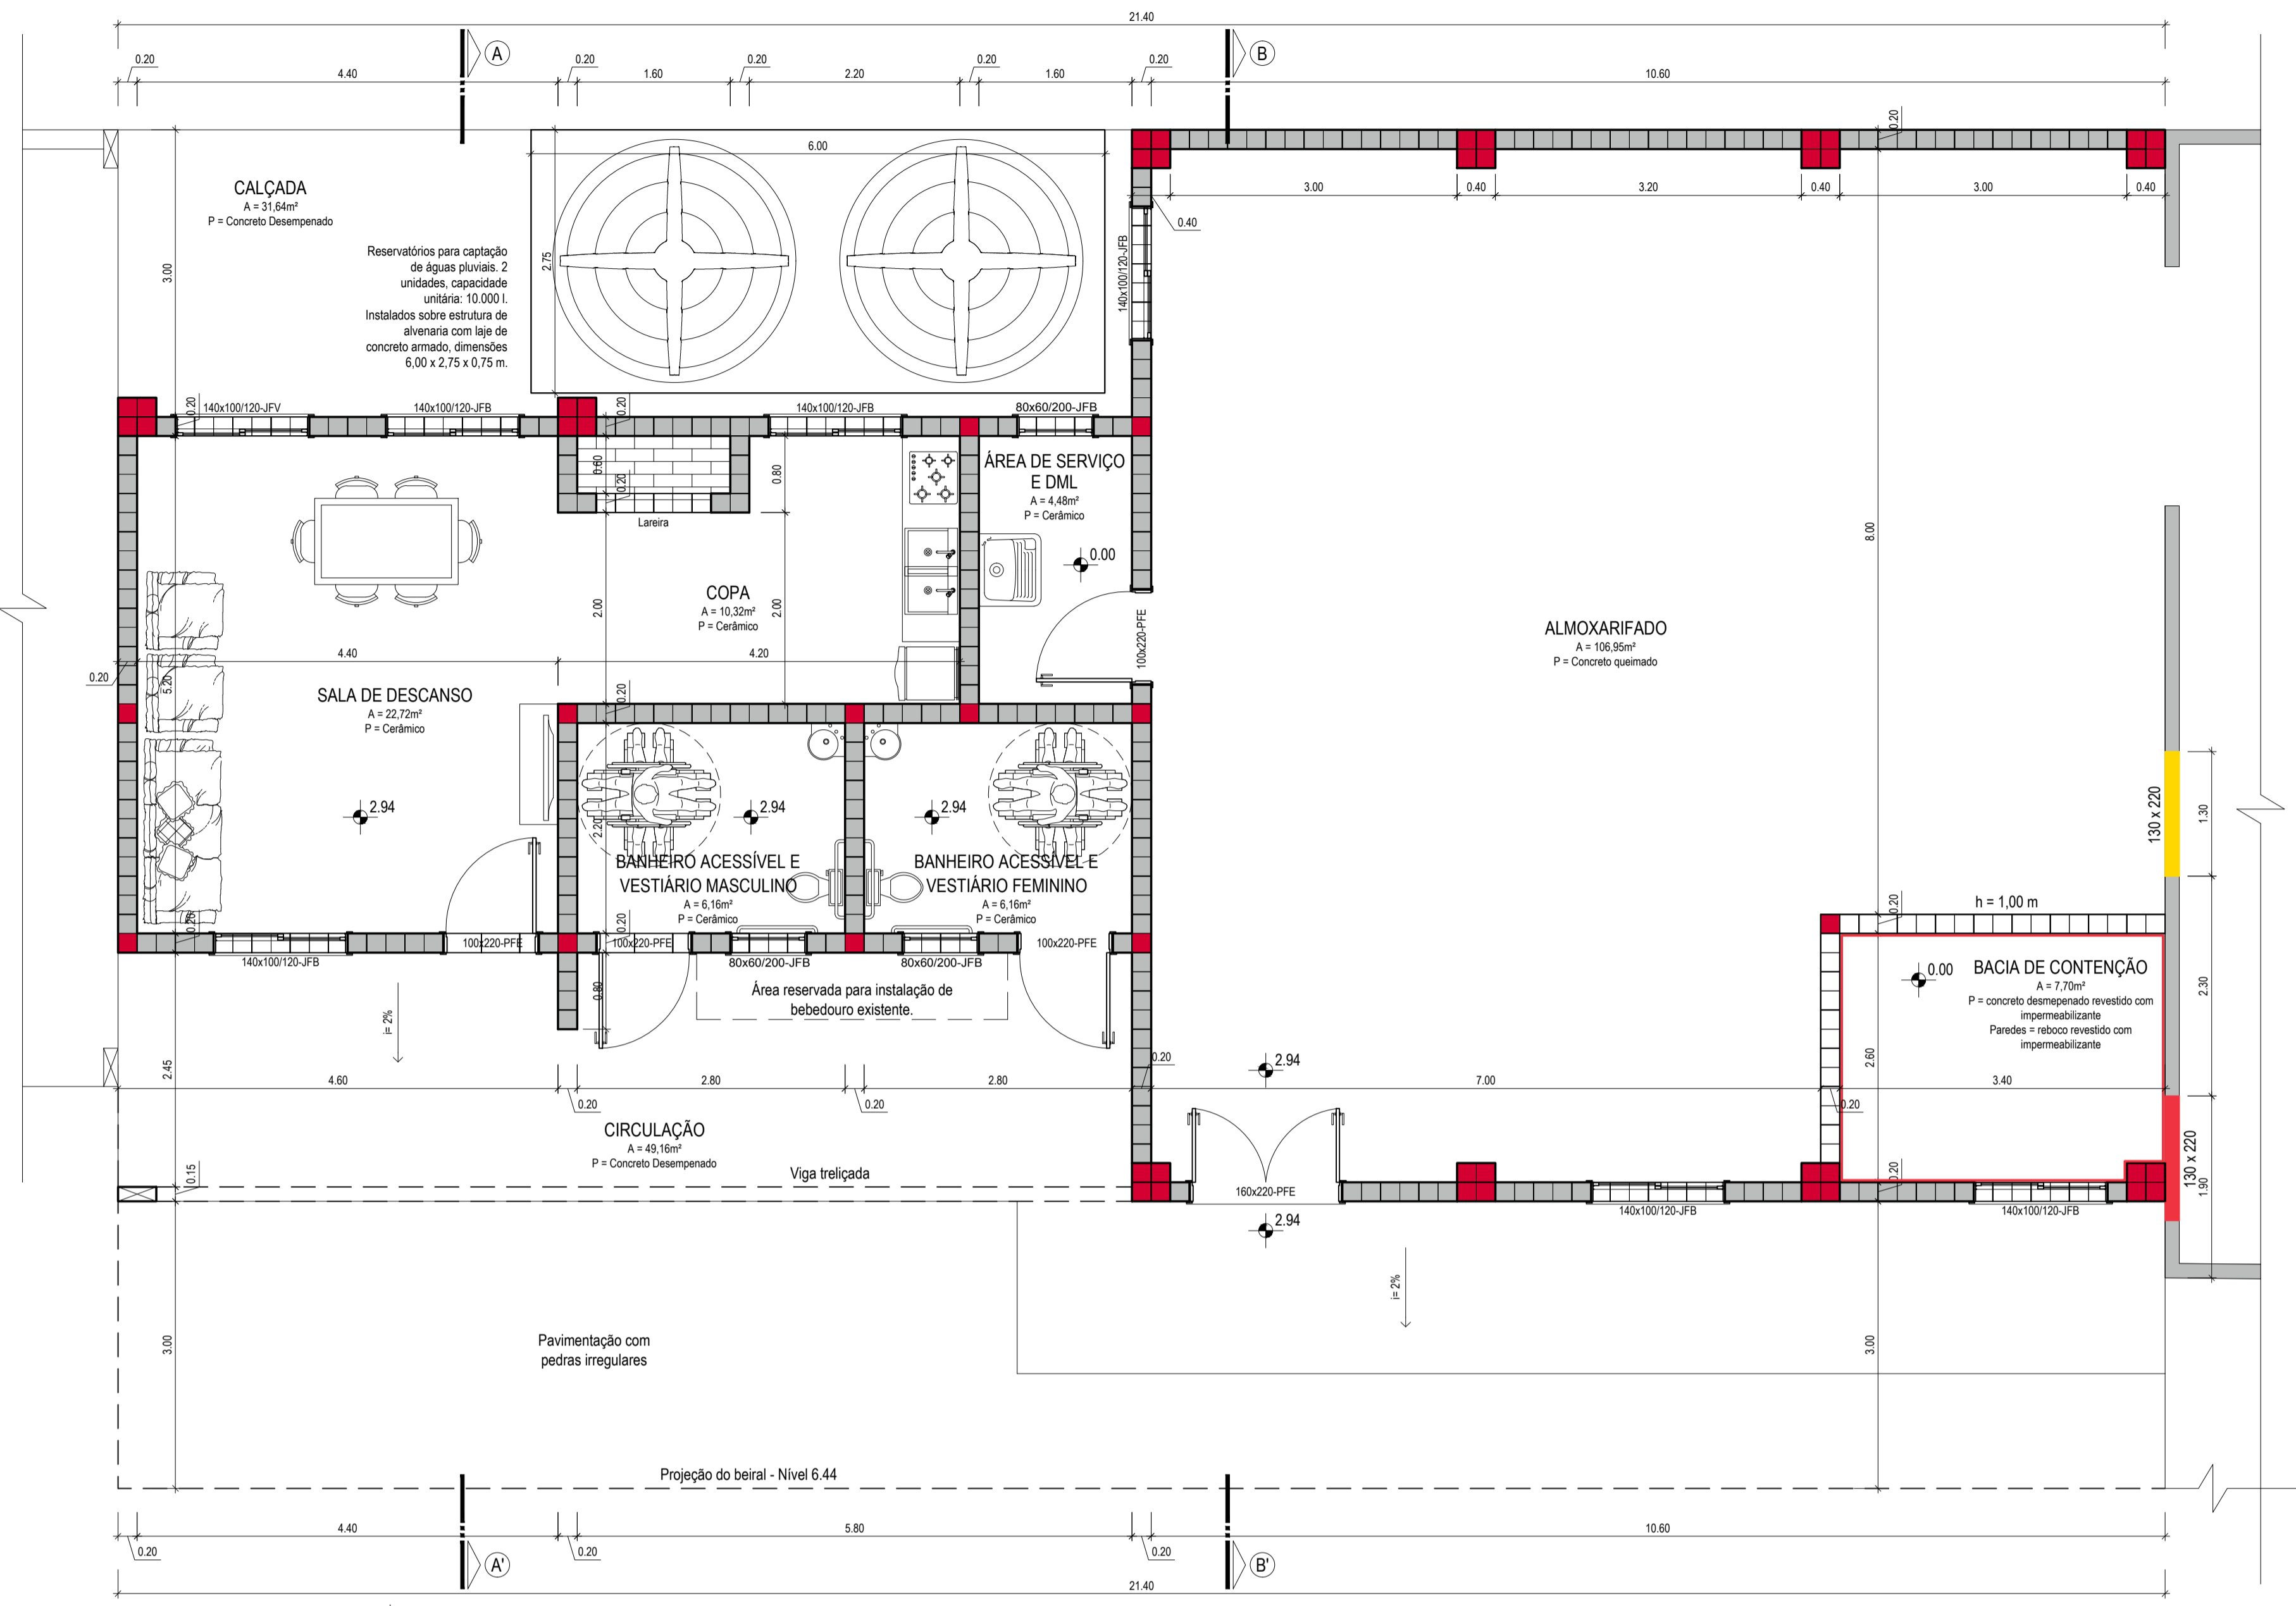 21.40
A
B
0.20
4.40
0.20
1.60
0.20
2.20
0.20
1.60
0.20
10.60
0.20
6.00
CALÇADA
A = 31,64m²
P = Concreto Desempenado
3.00
0.40
3.20
0.40
3.00
0.40
0.40
Reservatórios para captação
de águas pluviais. 2
unidades, capacidade
unitária: 10.000 l.
Instalados sobre estrutura de
alvenaria com laje de
concreto armado, dimensões
6,00 x 2,75 x 0,75 m.
3.00
2.75
140x100/120-JFB
0.20
140x100/120-JFV
140x100/120-JFB
0.20
140x100/120-JFB
80x60/200-JFB
0.60
0.20
0.80
Lareira
ÁREA DE SERVIÇO
E DML
A = 4,48m²
P = Cerâmico
0.00
8.00
COPA
A = 10,32m²
P = Cerâmico
2.00
2.00
100x220-PFE
ALMOXARIFADO
A = 106,95m²
P = Concreto queimado
4.40
4.20
0.20
5.20
SALA DE DESCANSO
A = 22,72m²
P = Cerâmico
0.20
2.94
2.94
2.94
2.20
130 x 220
1.30
BANHEIRO ACESSÍVEL E
VESTIÁRIO MASCULINO
A = 6,16m²
P = Cerâmico
BANHEIRO ACESSÍVEL E
VESTIÁRIO FEMININO
A = 6,16m²
P = Cerâmico
0.20
h = 1,00 m
0.20
0.20
100x220-PFE
100x220-PFE
100x220-PFE
140x100/120-JFB
80x60/200-JFB
80x60/200-JFB
0.80
Área reservada para instalação de
bebedouro existente.
0.00
BACIA DE CONTENÇÃO
A = 7,70m²
P = concreto desmepenado revestido com
impermeabilizante
Paredes = reboco revestido com
impermeabilizante
2.30
i= 2%
2.45
2.60
0.20
2.94
4.60
2.80
2.80
7.00
3.40
0.20
0.20
0.20
CIRCULAÇÃO
A = 49,16m²
P = Concreto Desempenado
Viga treliçada
0.15
0.20
130 x 220
1.90
160x220-PFE
140x100/120-JFB
140x100/120-JFB
2.94
i= 2%
3.00
Pavimentação com
pedras irregulares
3.00
Projeção do beiral - Nível 6.44
4.40
5.80
10.60
0.20
A'
0.20
0.20
B'
21.40